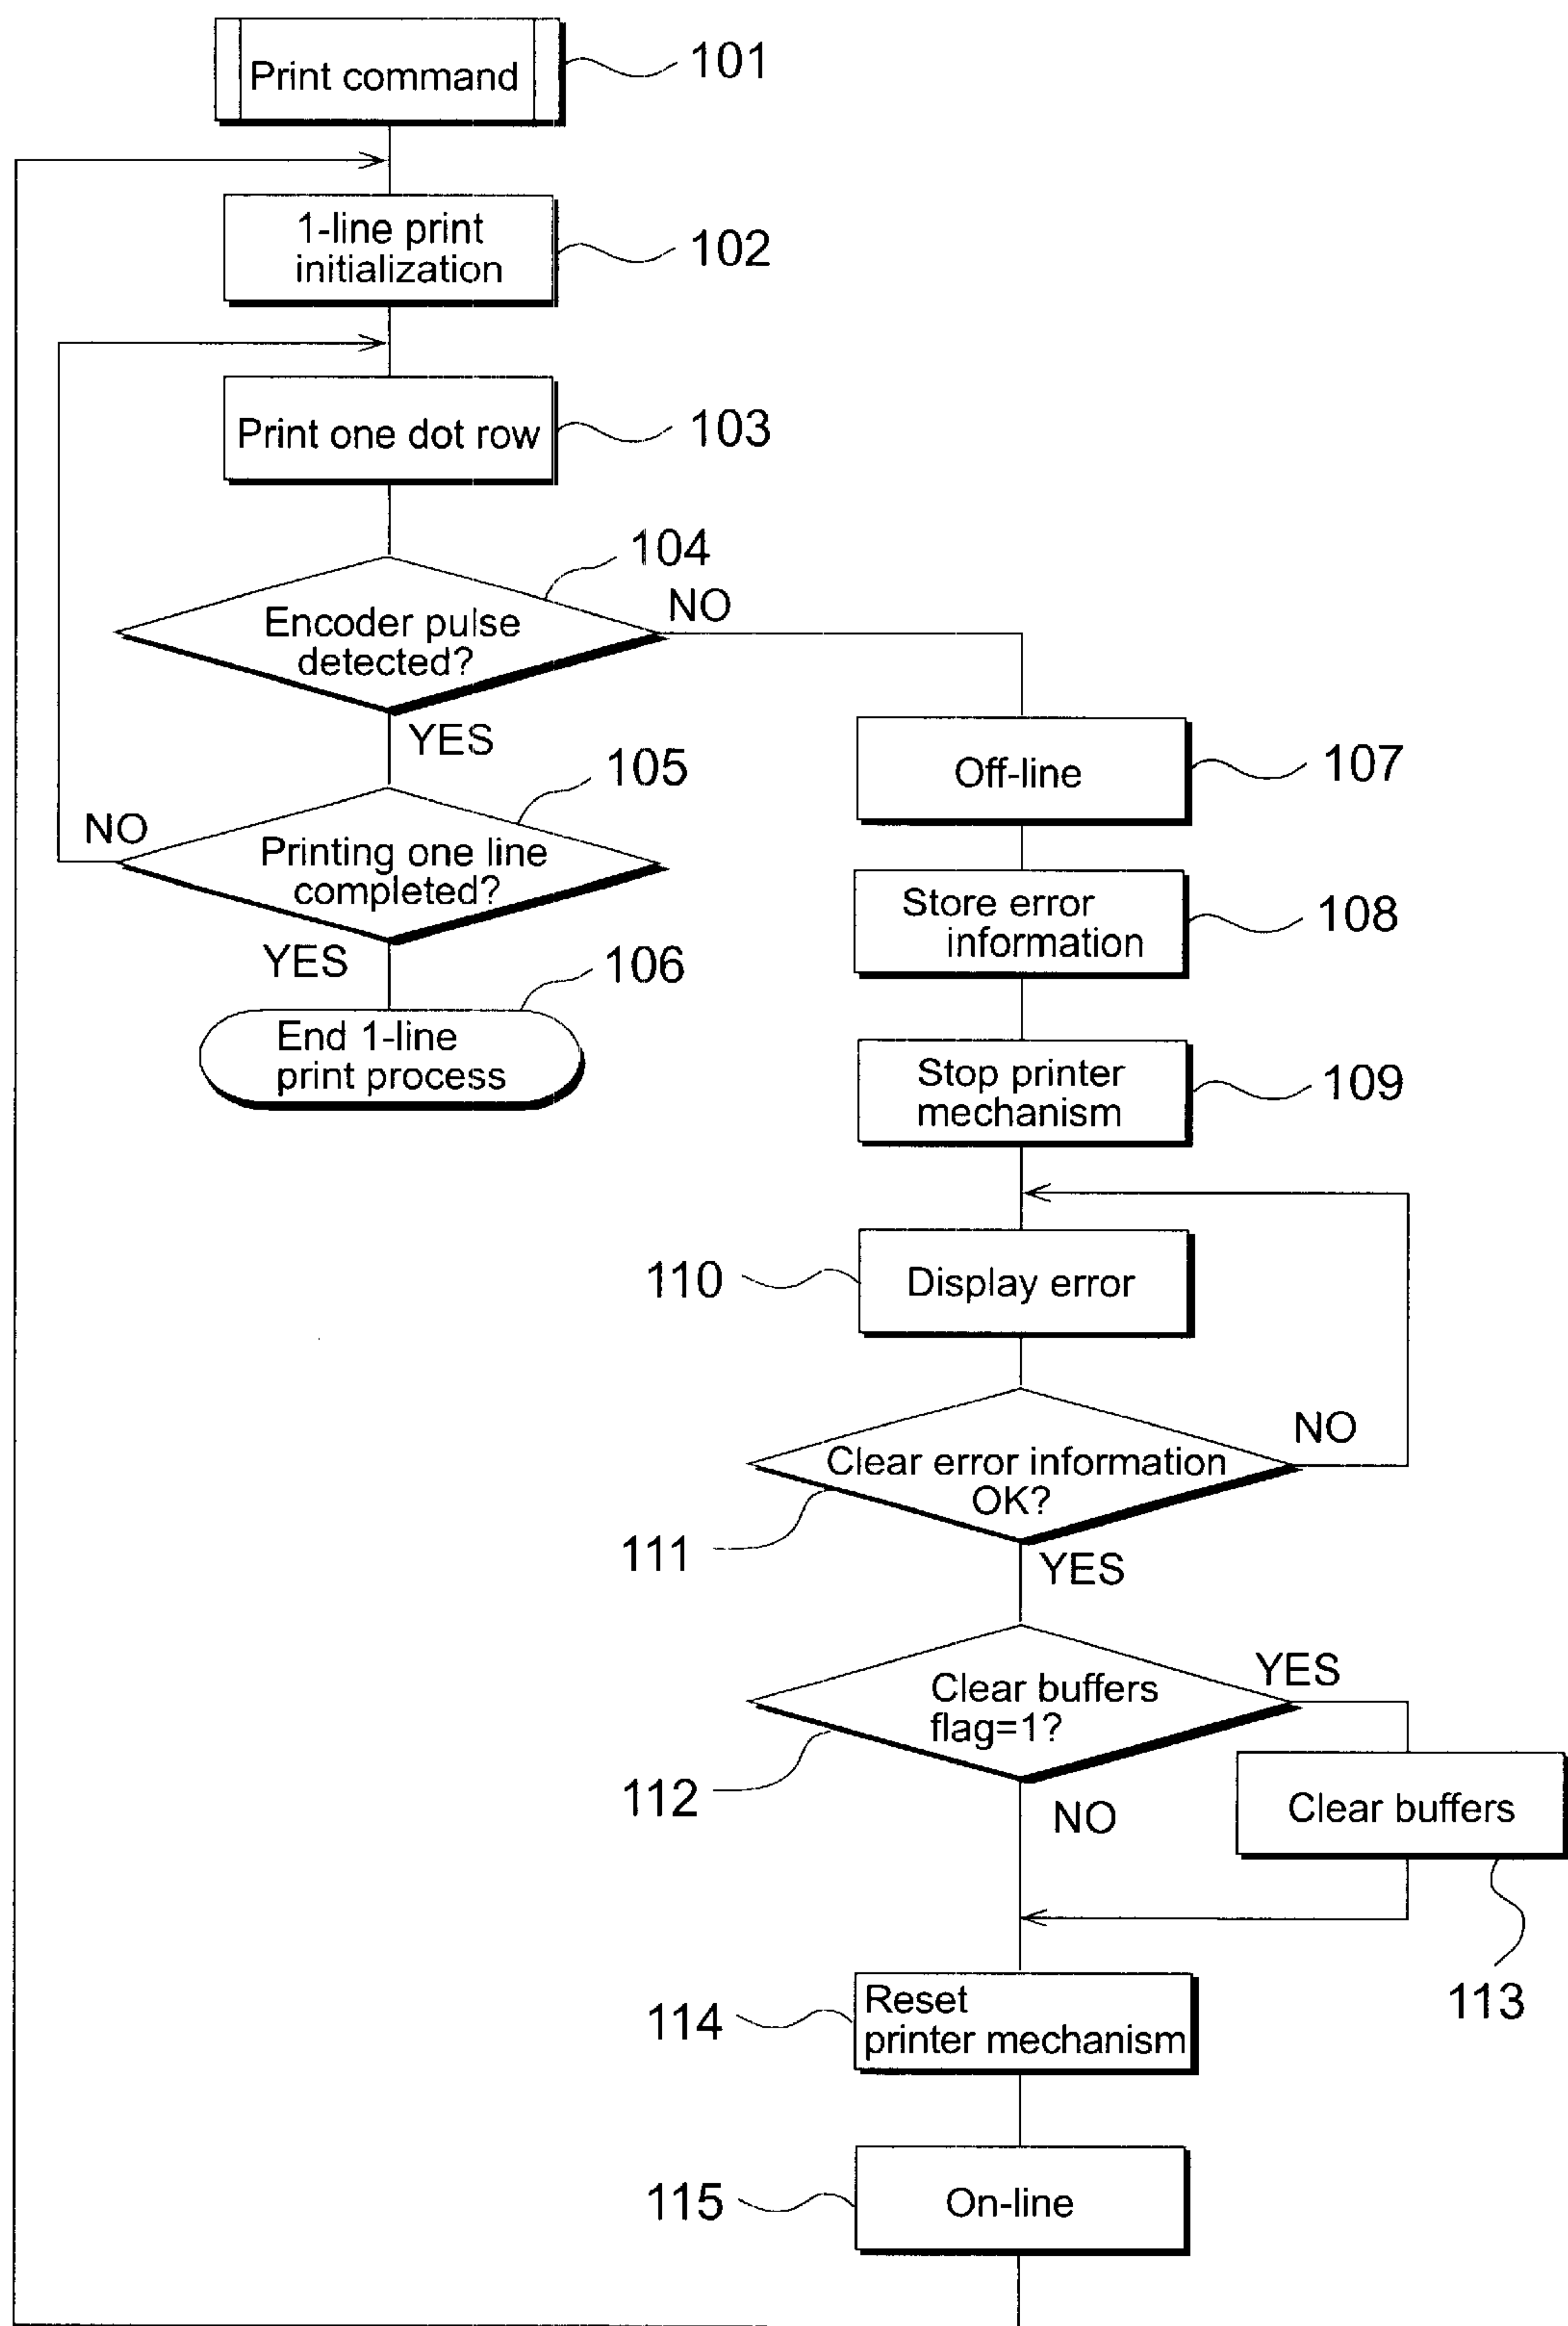 Print command
101
1-line print
initialization
102
Print one dot row
103
104
Encoder pulse
detected?
NO
YES
105
NO
Printing one line
completed?
YES
106
End 1-line
print process
Off-line
107
Store error
information
108
Stop printer
mechanism
109
110
Display error
Clear error information
OK?
NO
111
YES
Clear buffers
flag=1?
YES
112
NO
Clear buffers
113
114
Reset
printer mechanism
115
On-line